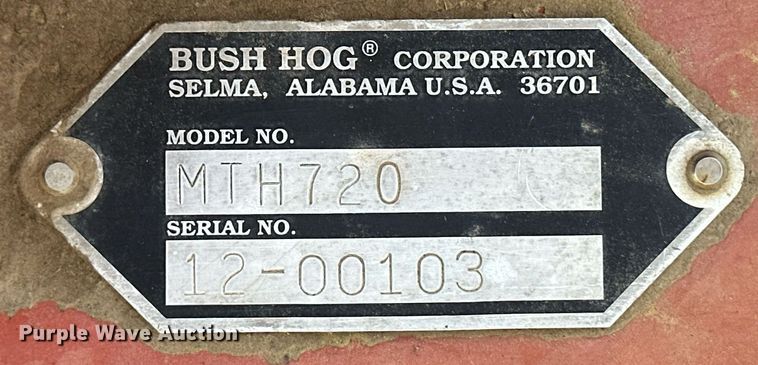 BUSH HOG® CORPORATION
SELMA, ALABAMA U.S.A. 36701
MODEL NO.
MTH720
SERIAL NO.
12-00103
Purple Wave Auction